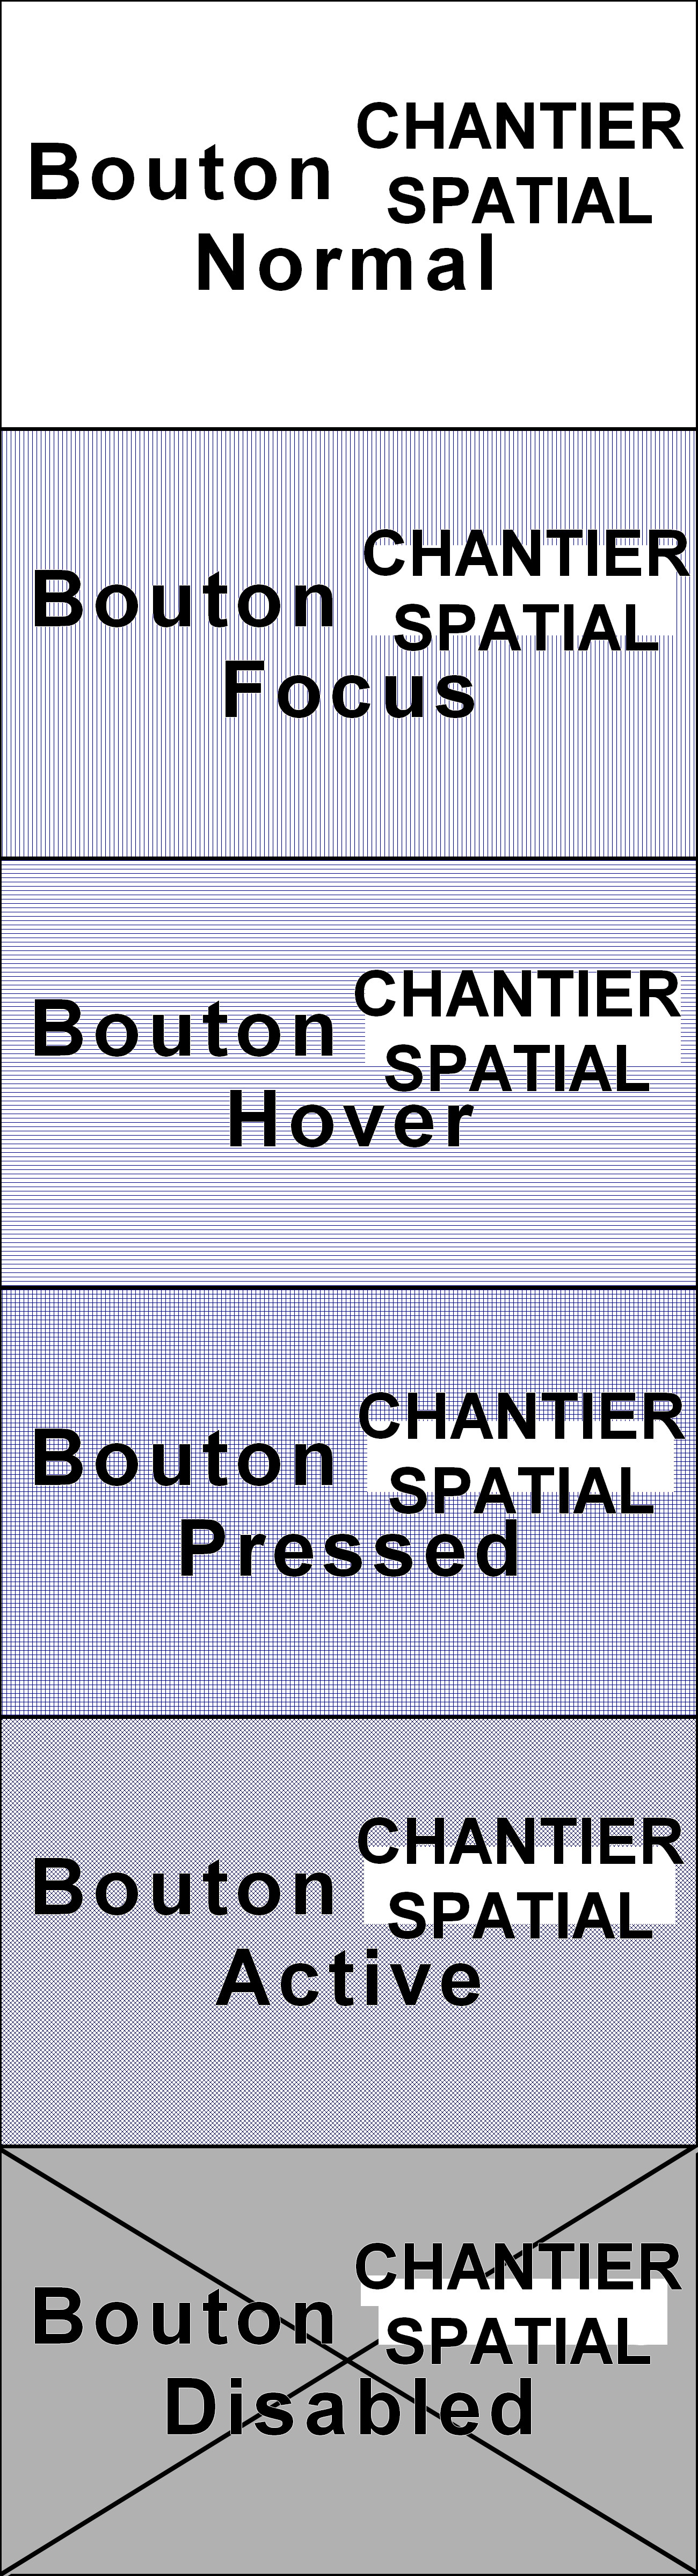 CHANTIER
Bouton SPATIAL
Normal
CHANTIER
Bouton SPATIAL
Focus
CHANTIER
Bouton SPATIAL
Hover
CHANTIER
Bouton SPATIAL
Pressed
CHANTIER
Bouton SPATIAL
Active
CHANTIER
Bouton SPATIAL
Disabled